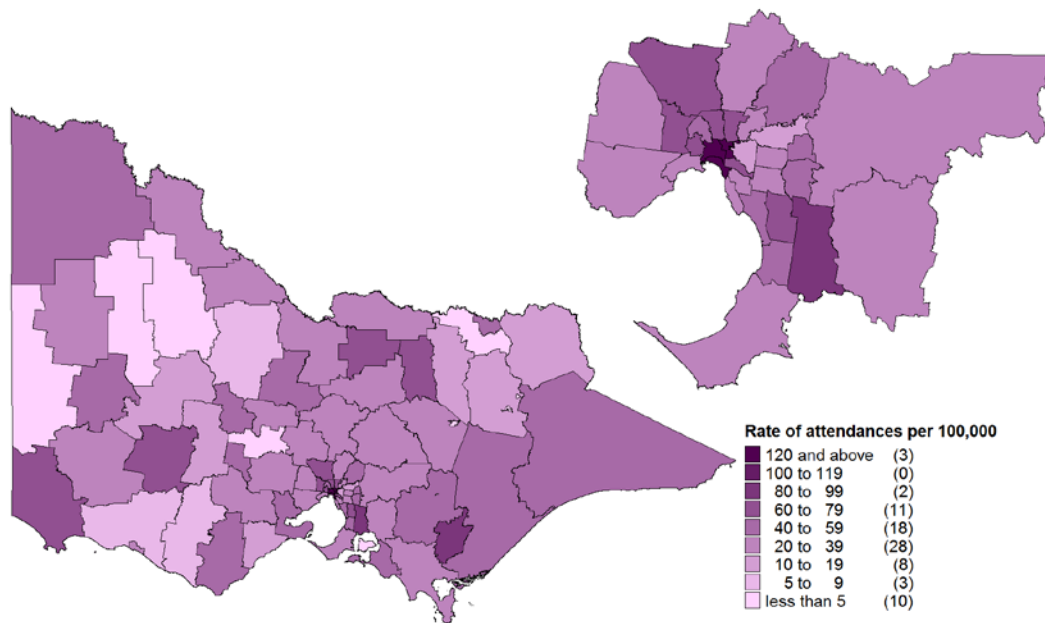 Rate of attendances per 100,000
120 and above (3)
100 to 119 (0)
80 to 99 (2)
60 to 79 (11)
40 to 59 (18)
20 to 39 (28)
10 to 19 (8)
5 to 9 (3)
less than 5 (10)